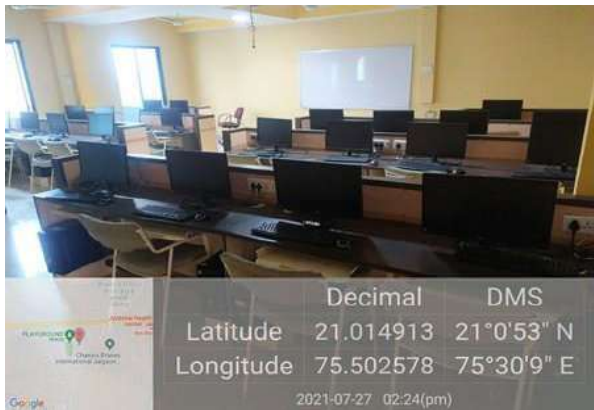 Decimal DMS
Latitude 21.014913 21°0'53" N
Longitude 75.502578 75°30'9" E
2021-07-27 02:24(pm)
PLAYGROUND
Google